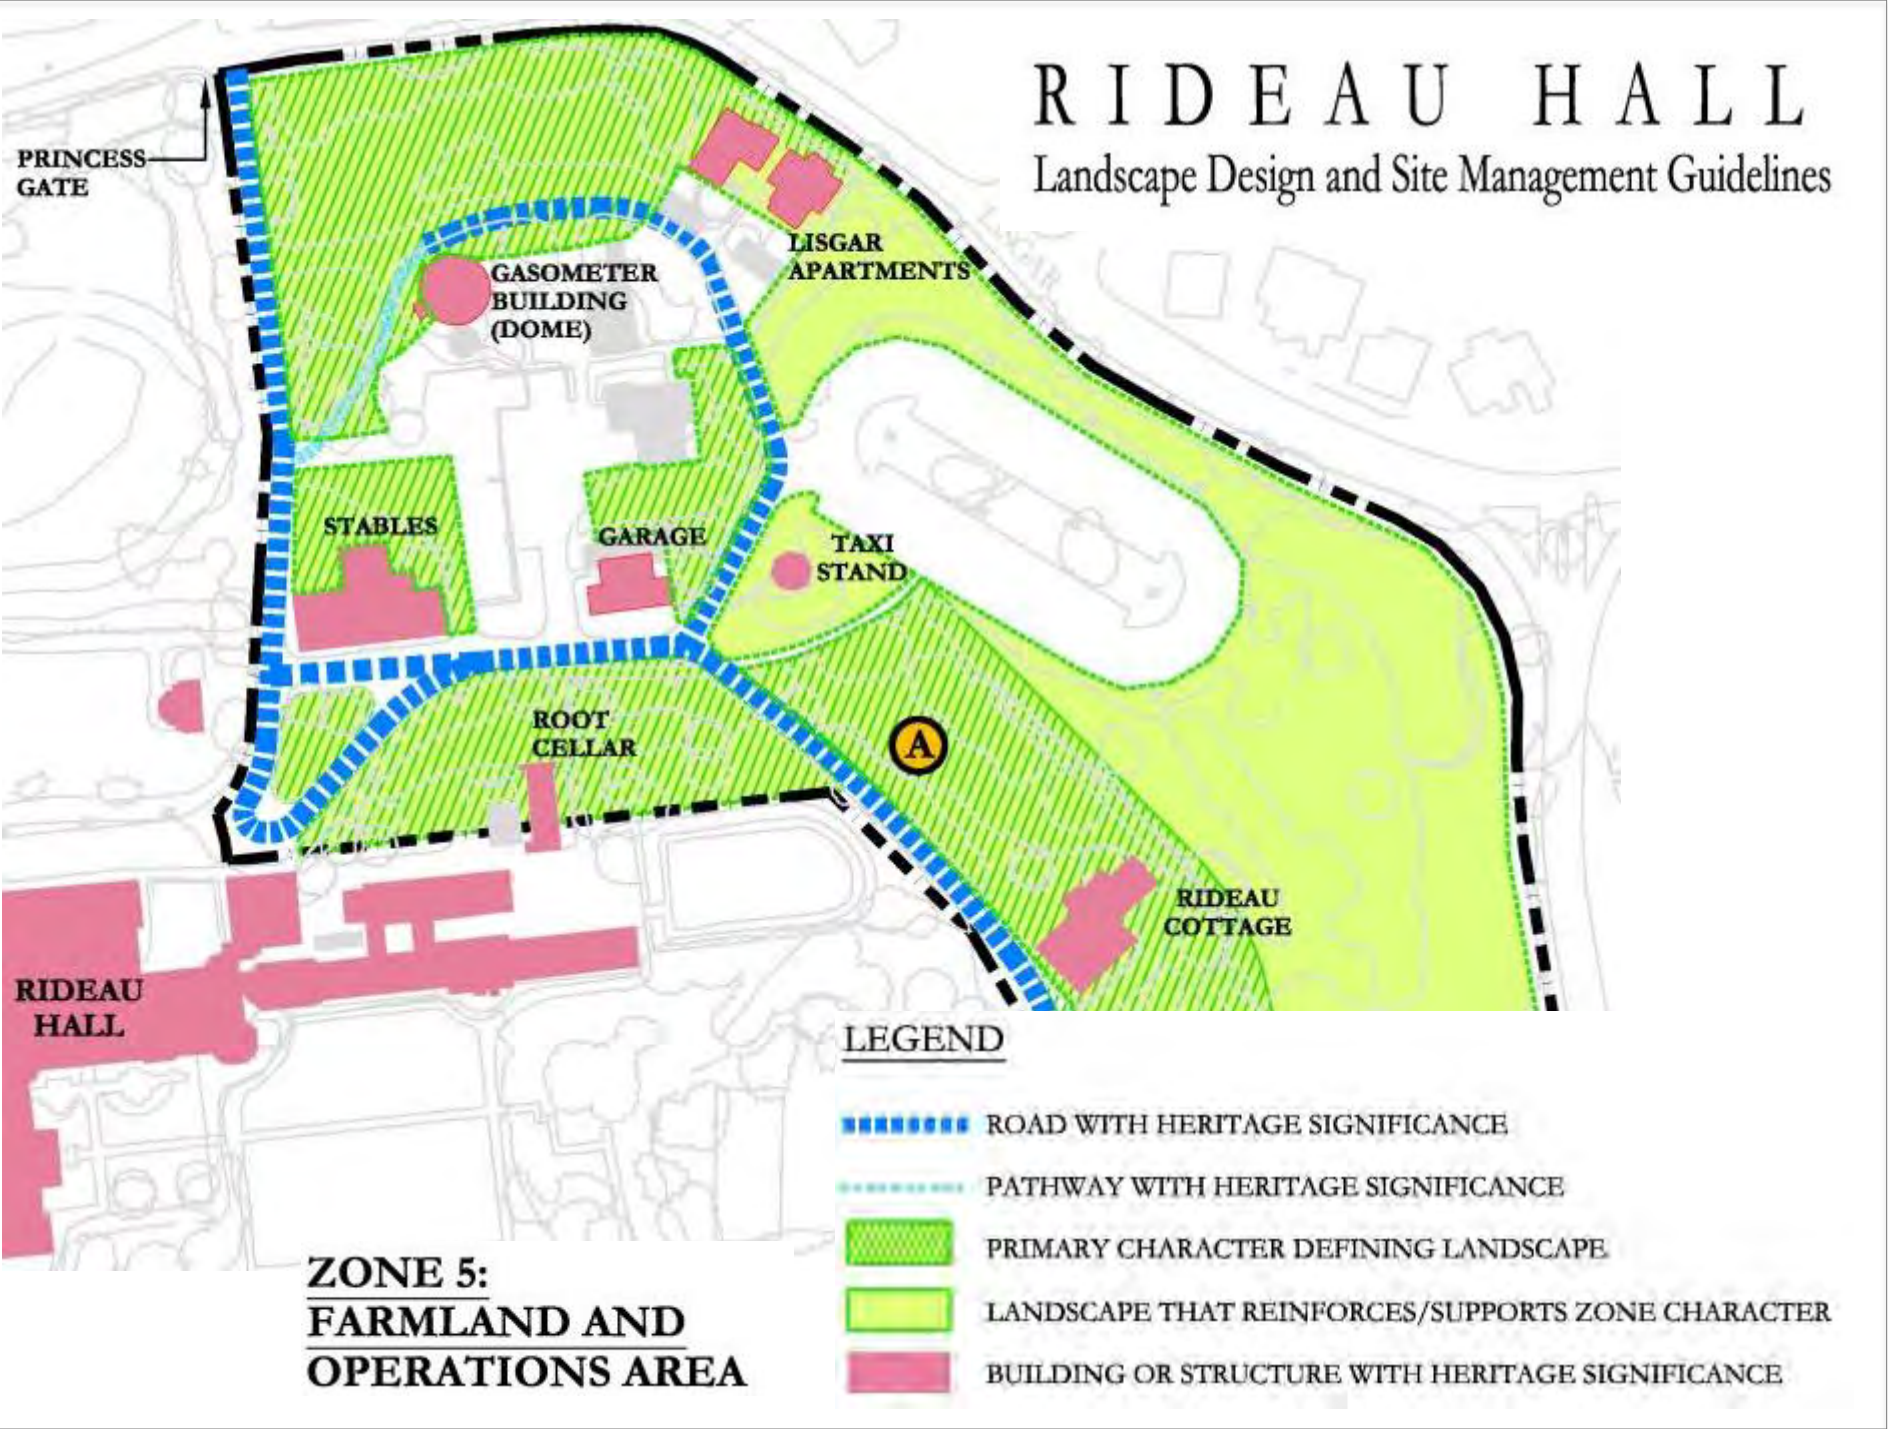 RIDEAU HALL
Landscape Design and Site Management Guidelines
PRINCESS
GATE
LISGAR
APARTMENTS
GASOMETER
BUILDING
(DOME)
STABLES
GARAGE
TAXI
STAND
ROOT
CELLAR
A
RIDEAU
COTTAGE
RIDEAU
HALL
LEGEND
ROAD WITH HERITAGE SIGNIFICANCE
PATHWAY WITH HERITAGE SIGNIFICANCE
PRIMARY CHARACTER DEFINING LANDSCAPE
LANDSCAPE THAT REINFORCES/SUPPORTS ZONE CHARACTER
BUILDING OR STRUCTURE WITH HERITAGE SIGNIFICANCE
ZONE 5:
FARMLAND AND
OPERATIONS AREA